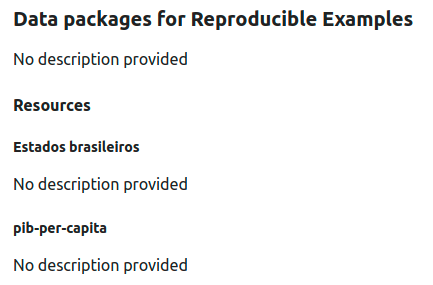 Data packages for Reproducible Examples
No description provided
Resources
Estados brasileiros
No description provided
pib-per-capita
No description provided